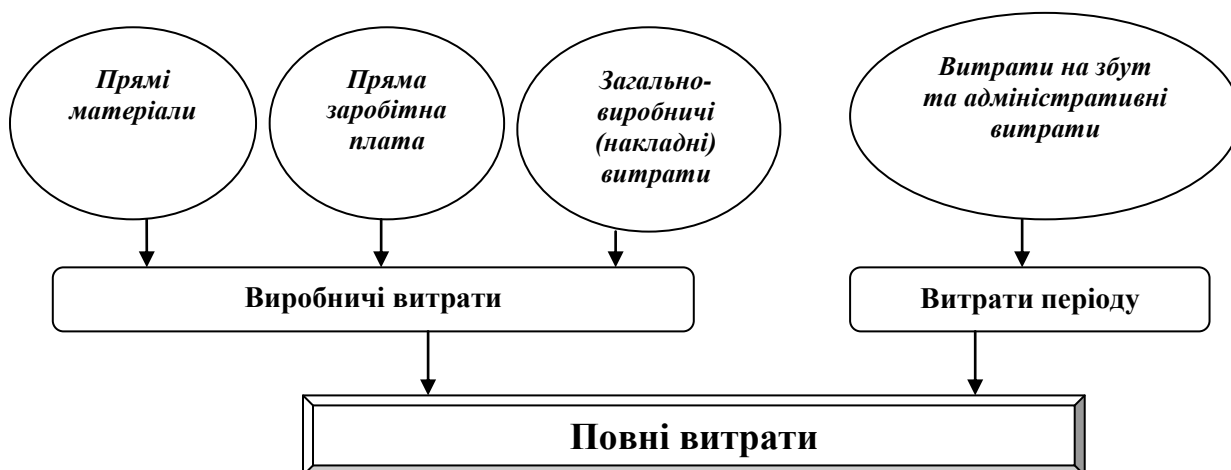 Прямі
матеріали
Пряма
заробітна
плата
Загально-
виробничі
(накладні)
витрати
Витрати на збут
та адміністративні
витрати
Виробничі витрати
Витрати періоду
Повні витрати